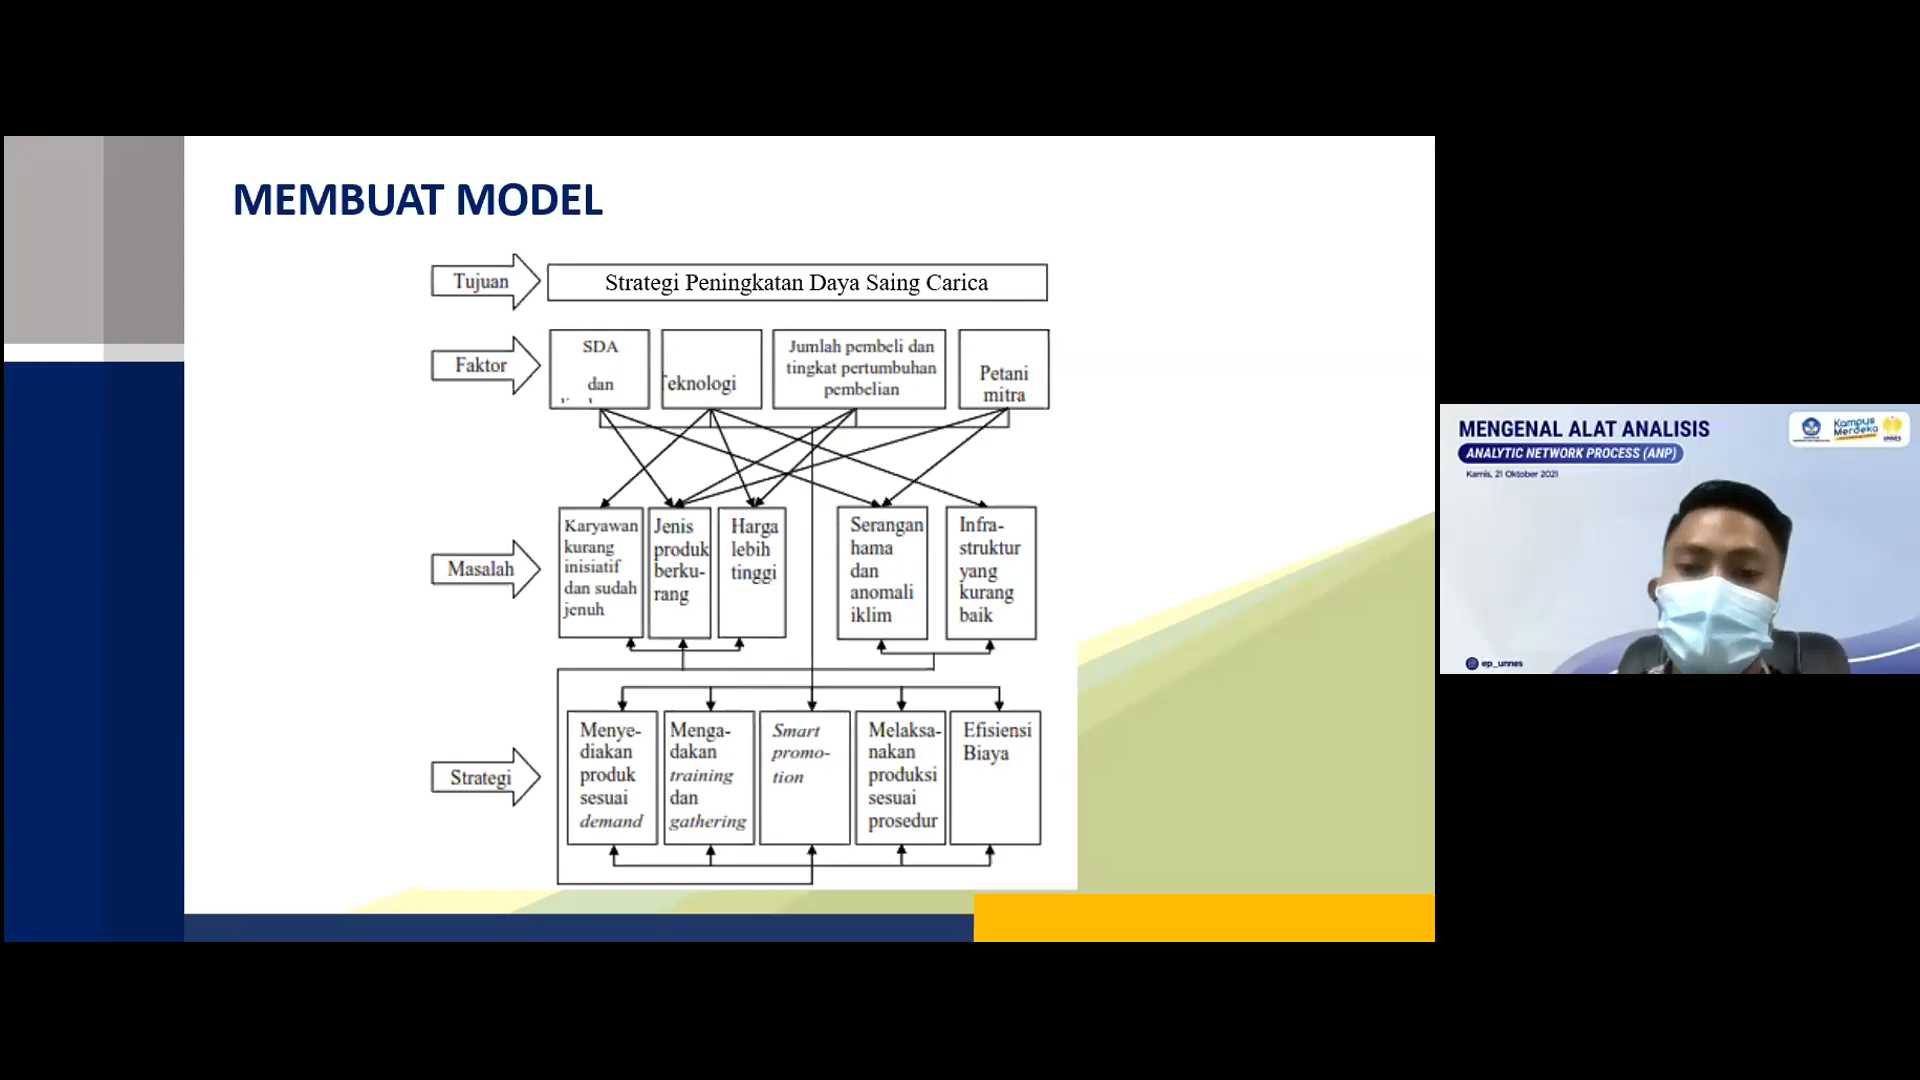 MEMBUAT MODEL
Tujuan
Strategi Peningkatan Daya Saing Carica
Faktor
SDA
dan
Teknologi
Jumlah pembeli dan
tingkat pertumbuhan
pembelian
Petani
mitra
Masalah
Karyawan
kurang
inisiatif
dan sudah
jenuh
Jenis
produk
berku-
rang
Harga
lebih
tinggi
Serangan
hama
dan
anomali
iklim
Infra-
struktur
yang
kurang
baik
Strategi
Menye-
diakan
produk
sesuai
demand
Menga-
dakan
training
dan
gathering
Smart
promo-
tion
Melaksa-
nakan
produksi
sesuai
prosedur
Efisiensi
Biaya
MENGENAL ALAT ANALISIS
ANALYTIC NETWORK PROCESS (ANP)
Kamis, 21 Oktober 2021
Kampus
Merdeka
UNNES
ep_unnes